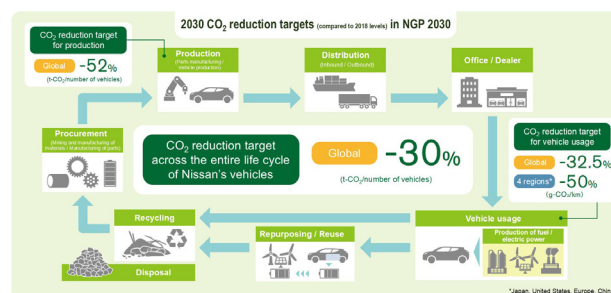 2030 CO₂ reduction targets (compared to 2018 levels) in NGP 2030
CO₂ reduction target
for production
Global -52%
(t-CO₂/number of vehicles)
Production
(Parts manufacturing /
Vehicle production)
Distribution
(Inbound / Outbound)
Office / Dealer
Procurement
(Mining and manufacturing of
materials / Manufacturing of parts)
CO₂ reduction target
across the entire life cycle
of Nissan's vehicles
Global -30%
(t-CO₂/number of vehicles)
CO₂ reduction target
for vehicle usage
Global -32.5%
4 regions* -50%
(g-CO₂/km)
Recycling
Repurposing / Reuse
Vehicle usage
Production of fuel /
electric power
Disposal
*Japan, United States, Europe, Chin